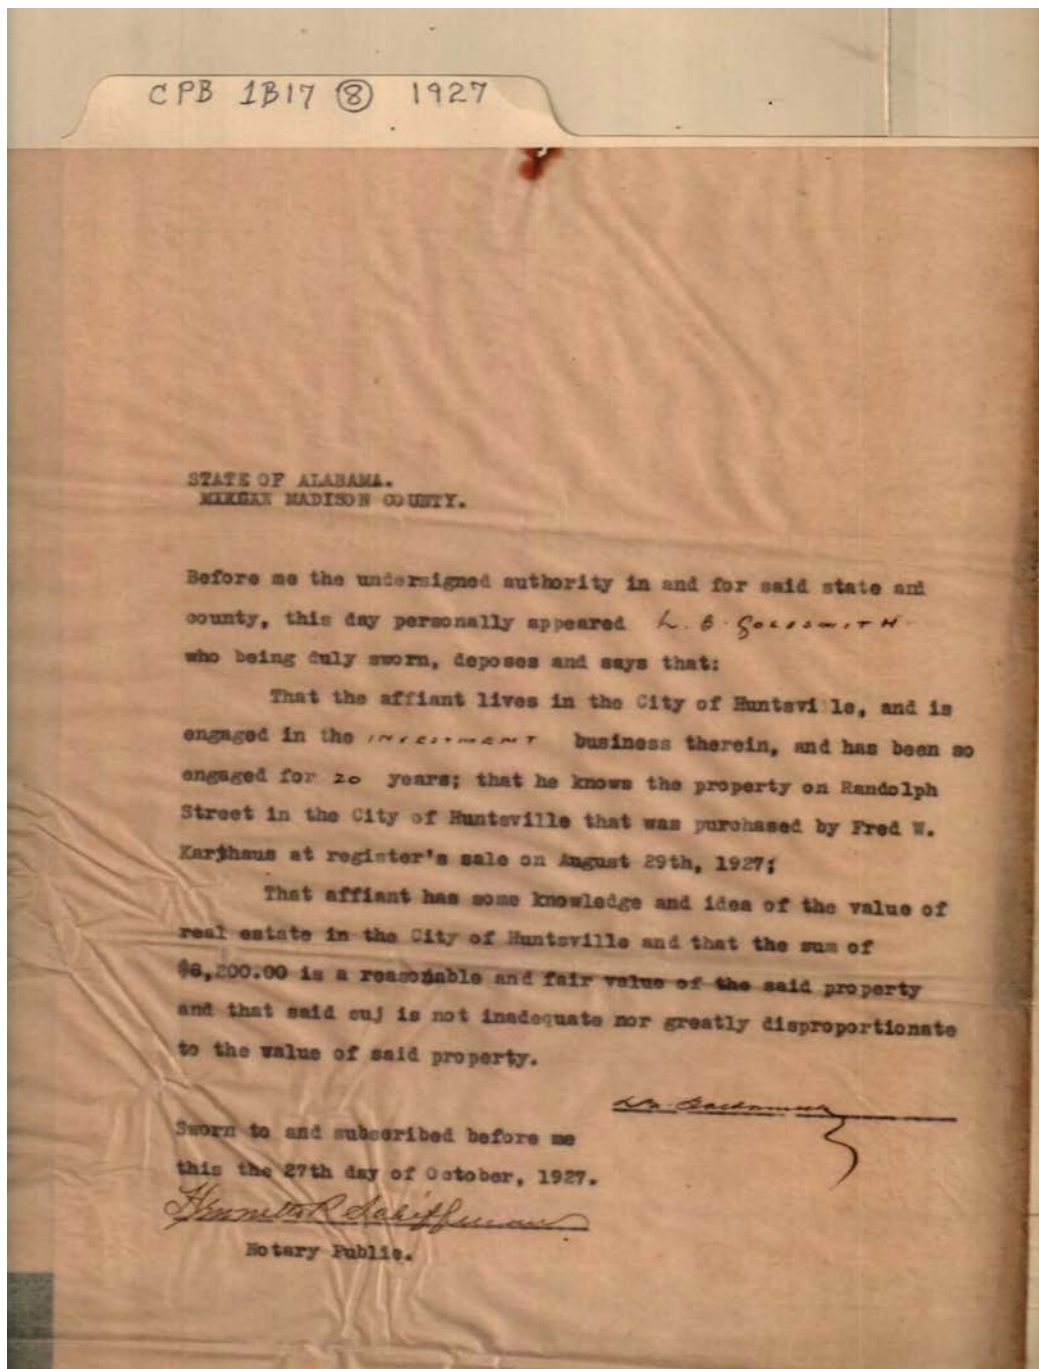 CPB 1B17 ⑧ 1927
STATE OF ALABAMA.
MADISON COUNTY.
Before me the undersigned authority in and for said state and
county, this day personally appeared L. B. GOLDSMITH
who being duly sworn, deposes and says that:
That the affiant lives in the City of Huntsville, and is
engaged in the INVESTMENT business therein, and has been so
engaged for 20 years; that he knows the property on Randolph
Street in the City of Huntsville that was purchased by Fred W.
Karthaus at register's sale on August 29th, 1927;
That affiant has some knowledge and idea of the value of
real estate in the City of Huntsville and that the sum of
is a reasonable and fair value of the said property
and that said suj is not inadequate nor greatly disproportionate
to the value of said property.
Sworn to and subscribed before me
this the 27th day of October, 1927.
Schiffman
Notary Public.